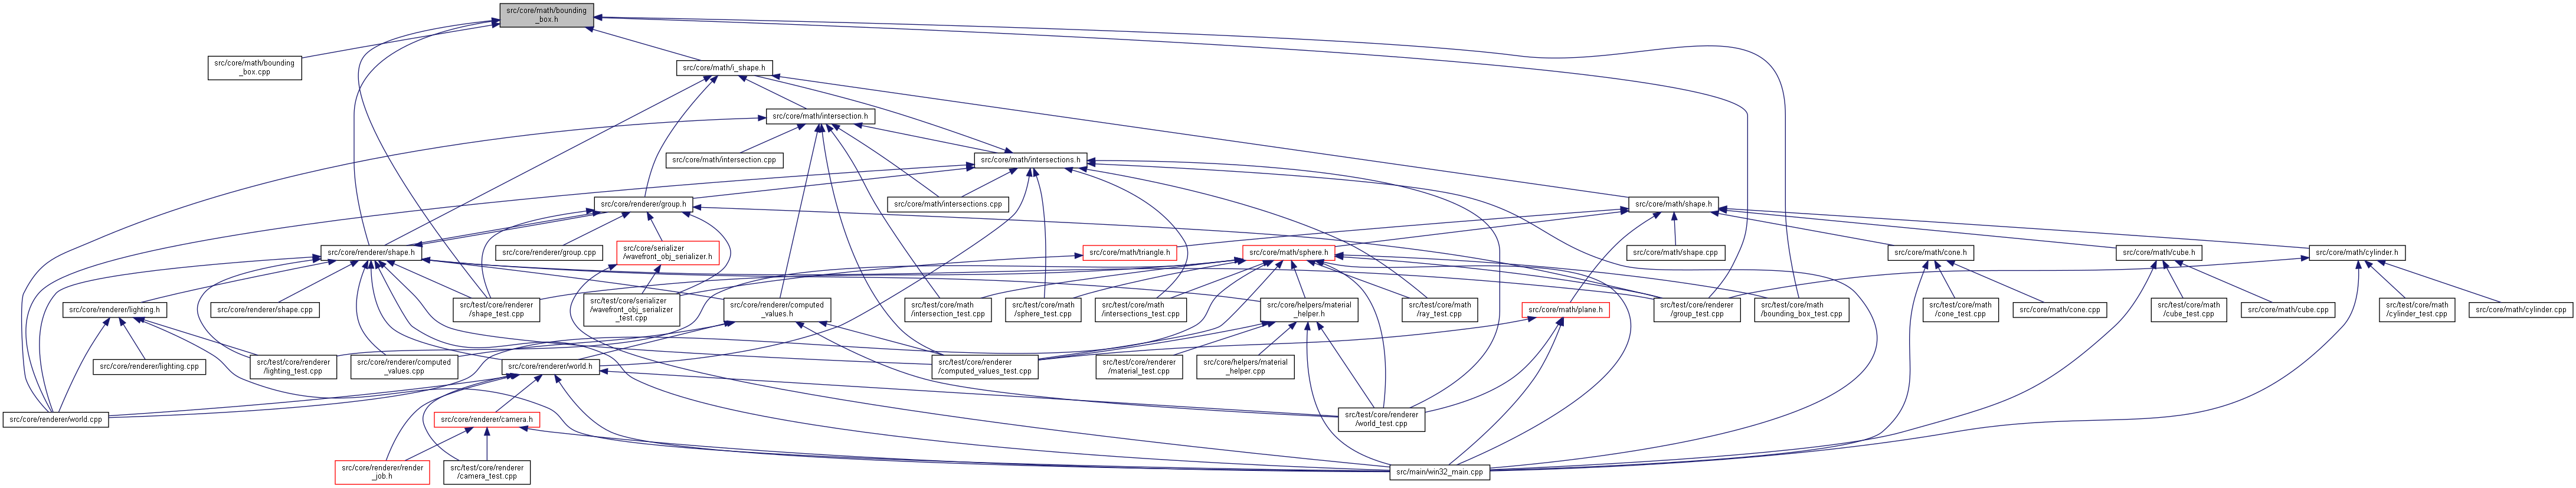 src/core/math/bounding
_box.h
src/core/math/bounding
_box.cpp
src/core/math/i_shape.h
src/core/math/intersection.h
src/core/math/intersection.cpp
src/core/math/intersections.h
src/core/renderer/group.h
src/core/math/intersections.cpp
src/core/math/shape.h
src/core/renderer/shape.h
src/core/renderer/group.cpp
src/core/serializer
/wavefront_obj_serializer.h
src/core/math/triangle.h
src/core/math/sphere.h
src/core/math/shape.cpp
src/core/math/cone.h
src/core/math/cube.h
src/core/math/cylinder.h
src/core/renderer/lighting.h
src/core/renderer/shape.cpp
src/test/core/renderer
/shape_test.cpp
src/test/core/serializer
/wavefront_obj_serializer
_test.cpp
src/core/renderer/computed
_values.h
src/test/core/math
/intersection_test.cpp
src/test/core/math
/sphere_test.cpp
src/test/core/math
/intersections_test.cpp
src/core/helpers/material
_helper.h
src/test/core/math
/ray_test.cpp
src/core/math/plane.h
src/test/core/renderer
/group_test.cpp
src/test/core/math
/bounding_box_test.cpp
src/test/core/math
/cone_test.cpp
src/core/math/cone.cpp
src/test/core/math
/cube_test.cpp
src/core/math/cube.cpp
src/test/core/math
/cylinder_test.cpp
src/core/math/cylinder.cpp
src/core/renderer/lighting.cpp
src/test/core/renderer
/lighting_test.cpp
src/core/renderer/computed
_values.cpp
src/core/renderer/world.h
src/test/core/renderer
/computed_values_test.cpp
src/test/core/renderer
/material_test.cpp
src/core/helpers/material
_helper.cpp
src/core/renderer/world.cpp
src/core/renderer/camera.h
src/test/core/renderer
/world_test.cpp
src/core/renderer/render
_job.h
src/test/core/renderer
/camera_test.cpp
src/main/win32_main.cpp